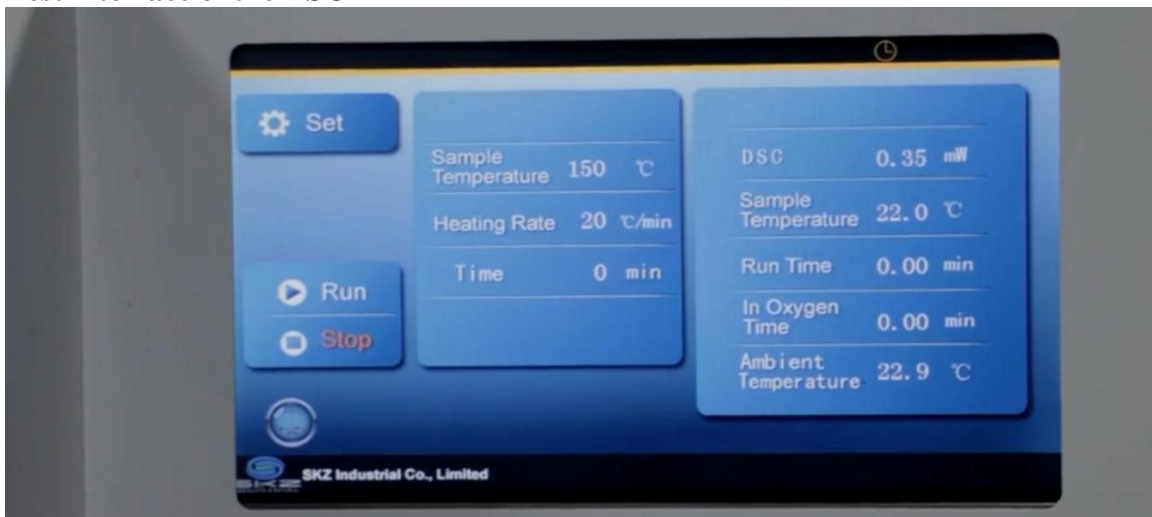 Set
Sample
Temperature 150 ℃
Heating Rate 20 ℃/min
Time 0 min
Run
Stop
DSC 0.35 mW
Sample
Temperature 22.0 ℃
Run Time 0.00 min
In Oxygen
Time 0.00 min
Ambient
Temperature 22.9 ℃
SKZ
SKZ Industrial Co., Limited